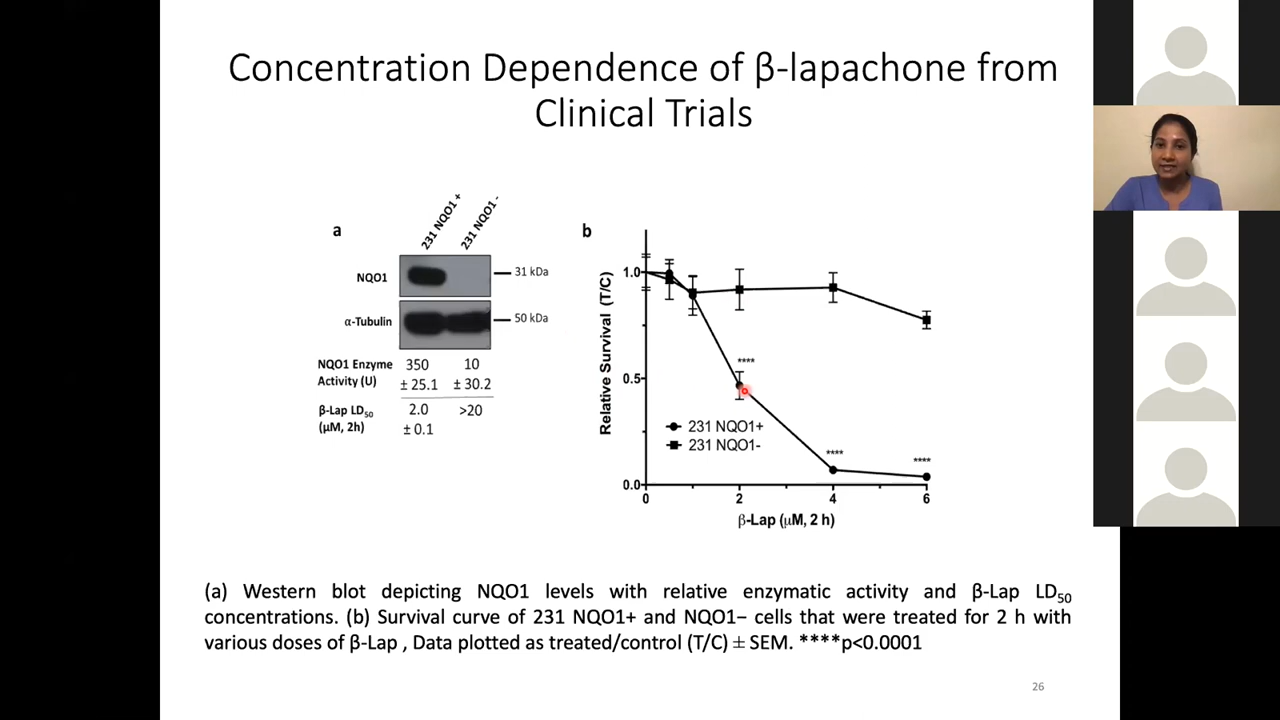 Concentration Dependence of β-lapachone from
Clinical Trials
a
231 NQO1 +
231 NQO1 -
NQO1
31 kDa
α-Tubulin
50 kDa
NQO1 Enzyme 350 10
Activity (U) ± 25.1 ± 30.2
β-Lap LD50 2.0 >20
(μM, 2h) ± 0.1
b
Relative Survival (T/C)
1.0
0.5
0.0
****
****
****
231 NQO1+
231 NQO1-
0 2 4 6
β-Lap (μM, 2 h)
(a) Western blot depicting NQO1 levels with relative enzymatic activity and β-Lap LD50
concentrations. (b) Survival curve of 231 NQO1+ and NQO1− cells that were treated for 2 h with
various doses of β-Lap , Data plotted as treated/control (T/C) ± SEM. ****p<0.0001
26